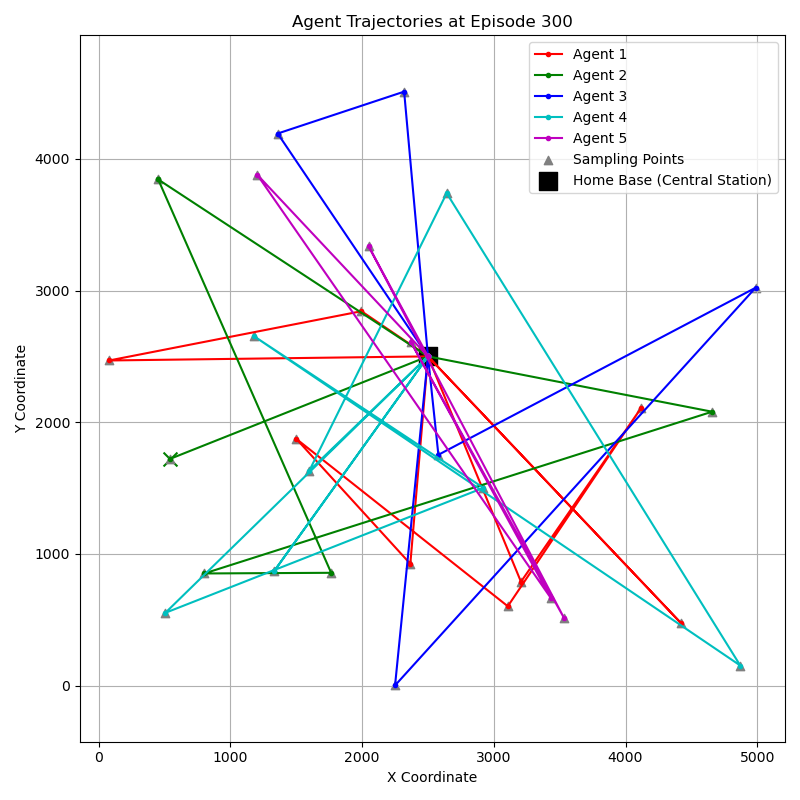 Agent Trajectories at Episode 300
Agent 1
Agent 2
Agent 3
Agent 4
Agent 5
Sampling Points
Home Base (Central Station)
Y Coordinate
4000
3000
2000
1000
0
0 1000 2000 3000 4000 5000
X Coordinate